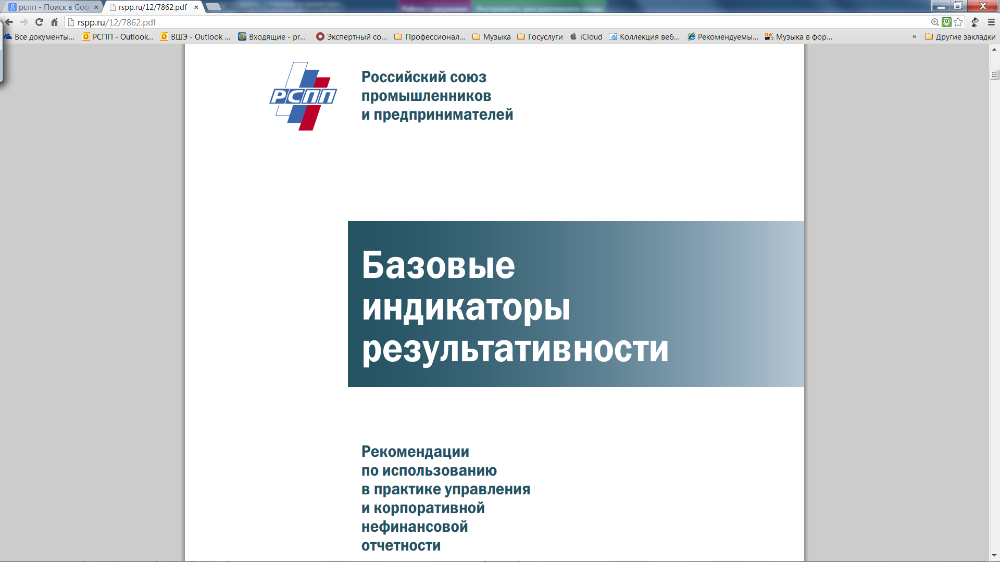 рспп - Поиск в Goo
rspp.ru/12/7862.pdf
rspp.ru/12/7862.pdf
Все документы...
РСПП - Outlook...
ВШЭ - Outlook ...
Входящие - pr...
Экспертный со...
Профессионал...
Музыка
Госуслуги
iCloud
Коллекция веб...
Рекомендуемы...
FLAC MUSIC
Музыка в фор...
»
Другие закладки
РСПП
Российский союз
промышленников
и предпринимателей
Базовые
индикаторы
результативности
Рекомендации
по использованию
в практике управления
и корпоративной
нефинансовой
отчетности